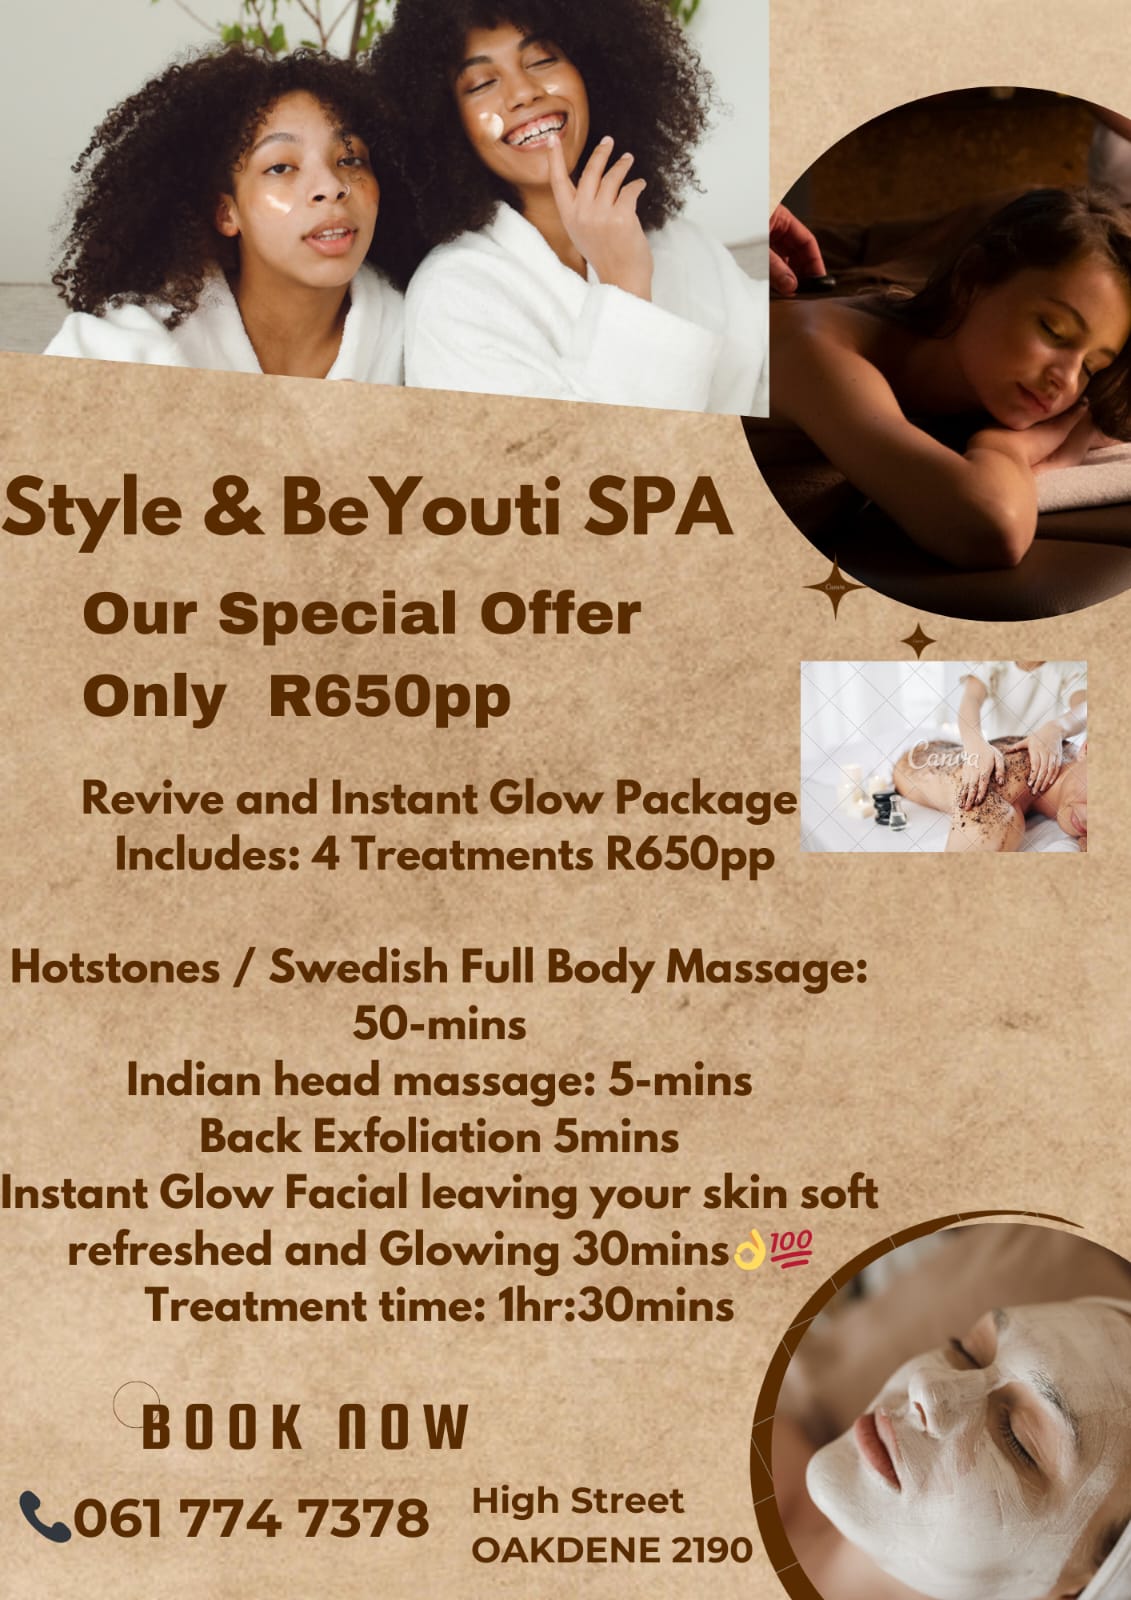 Style & BeYouti SPA
Our Special Offer
Only R650pp
Canva
Revive and Instant Glow Package
Includes: 4 Treatments R650pp
Hotstones / Swedish Full Body Massage:
50-mins
Indian head massage: 5-mins
Back Exfoliation 5mins
Instant Glow Facial leaving your skin soft
refreshed and Glowing 30mins👌💯
Treatment time: 1hr:30mins
BOOK NOW
📞061 774 7378
High Street
OAKDENE 2190